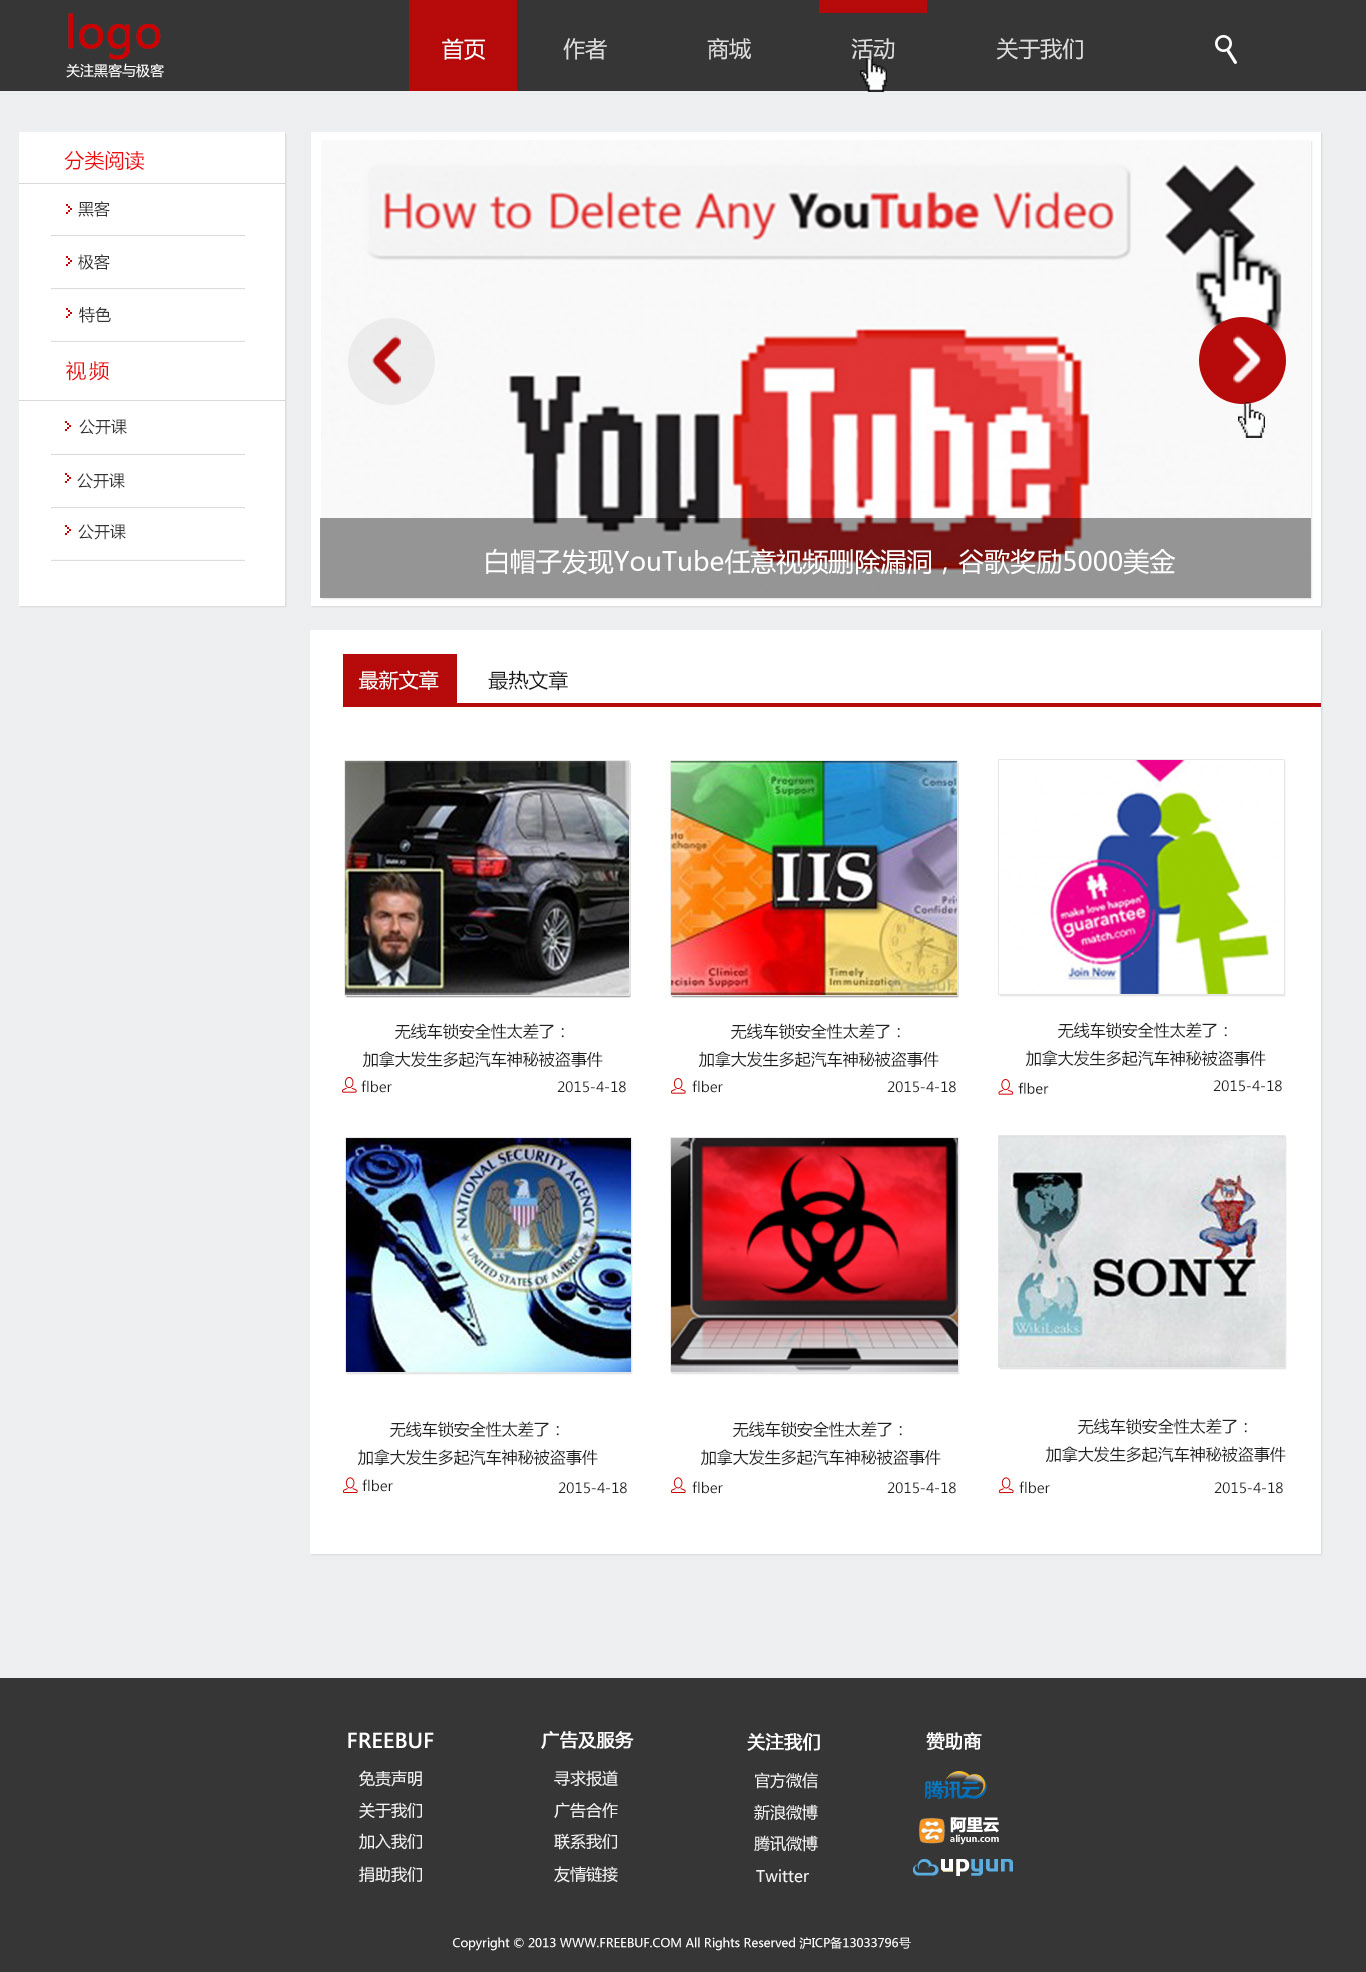 logo
关注黑客与极客
首页
作者
商城
活动
关于我们
分类阅读
黑客
极客
特色
视频
公开课
公开课
公开课
How to Delete Any YouTube Video
YouTube
白帽子发现YouTube任意视频删除漏洞，谷歌奖励5000美金
最新文章
最热文章
Program
Support
Consol
ata
change
IIS
Pri
Confiden
Clinical
ecision Support
Timely
Immunization
FreebuF
make love happen
guarantee
match.com
Join Now
无线车锁安全性太差了：
加拿大发生多起汽车神秘被盗事件
flber
2015-4-18
无线车锁安全性太差了：
加拿大发生多起汽车神秘被盗事件
flber
2015-4-18
无线车锁安全性太差了：
加拿大发生多起汽车神秘被盗事件
flber
2015-4-18
NATIONAL SECURITY AGENCY
UNITED STATES OF AMERICA
WikiLeaks
SONY
无线车锁安全性太差了：
加拿大发生多起汽车神秘被盗事件
flber
2015-4-18
无线车锁安全性太差了：
加拿大发生多起汽车神秘被盗事件
flber
2015-4-18
无线车锁安全性太差了：
加拿大发生多起汽车神秘被盗事件
flber
2015-4-18
FREEBUF
免责声明
关于我们
加入我们
捐助我们
广告及服务
寻求报道
广告合作
联系我们
友情链接
关注我们
官方微信
新浪微博
腾讯微博
Twitter
赞助商
腾讯云
阿里云
aliyun.com
upyun
Copyright © 2013 WWW.FREEBUF.COM All Rights Reserved 沪ICP备13033796号